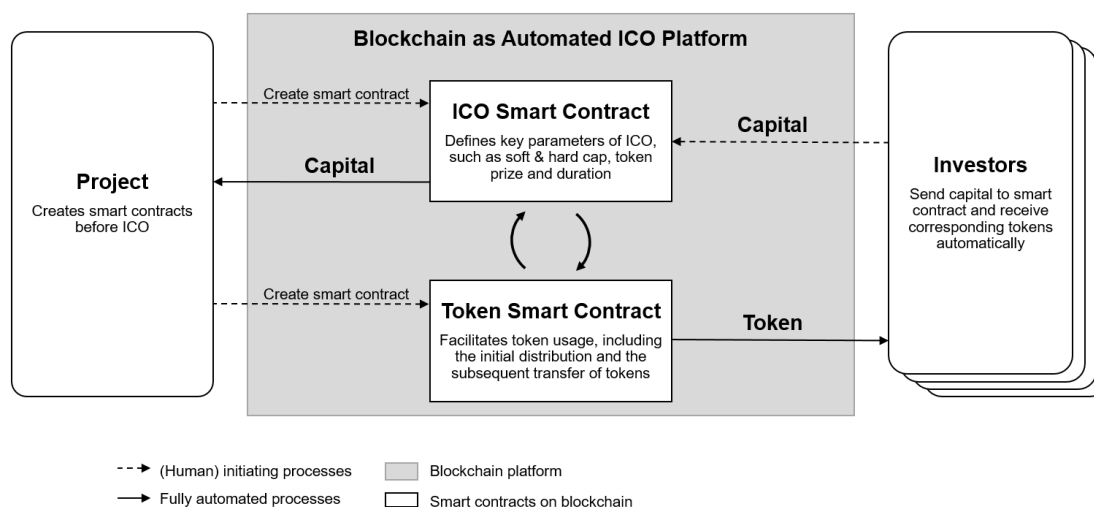 Blockchain as Automated ICO Platform
Create smart contract
ICO Smart Contract
Defines key parameters of ICO,
such as soft & hard cap, token
prize and duration
Capital
Capital
Project
Creates smart contracts
before ICO
Investors
Send capital to smart
contract and receive
corresponding tokens
automatically
Create smart contract
Token Smart Contract
Facilitates token usage, including
the initial distribution and the
subsequent transfer of tokens
Token
(Human) initiating processes
Blockchain platform
Fully automated processes
Smart contracts on blockchain